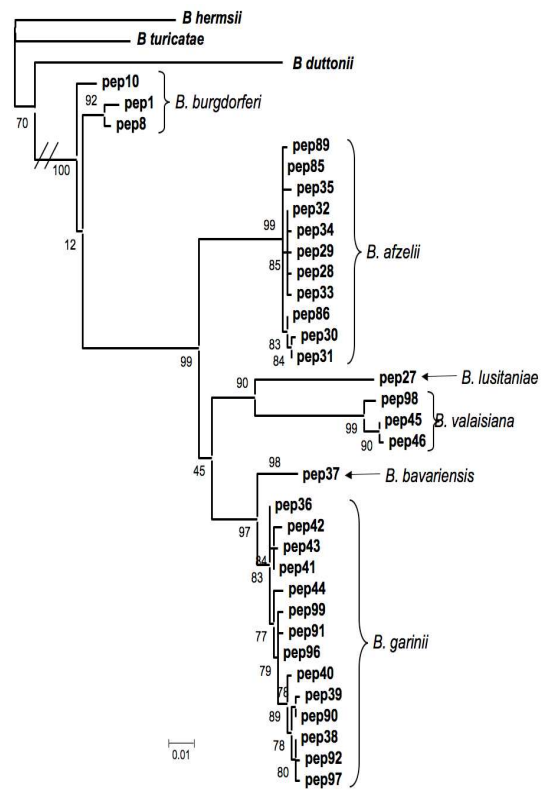 B hermsii
B turicatae
B duttonii
pep10
92 pep1 B. burgdorferi
pep8
70
100
pep89
pep85
pep35
pep32
99 pep34
12 pep29 B. afzelii
85 pep28
pep33
pep86
83 pep30
99 84 pep31
90 pep27 B. lusitaniae
pep98
99 pep45 B. valaisiana
90 pep46
45 98 pep37 B. bavariensis
pep36
97 pep42
pep43
84 pep41
83
pep44
pep99
77 pep91 B. garinii
pep96
79 pep40
78 pep39
89 pep90
pep38
78 pep92
0.01 80 pep97